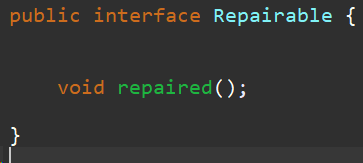 public interface Repairable {
    void repaired();
}